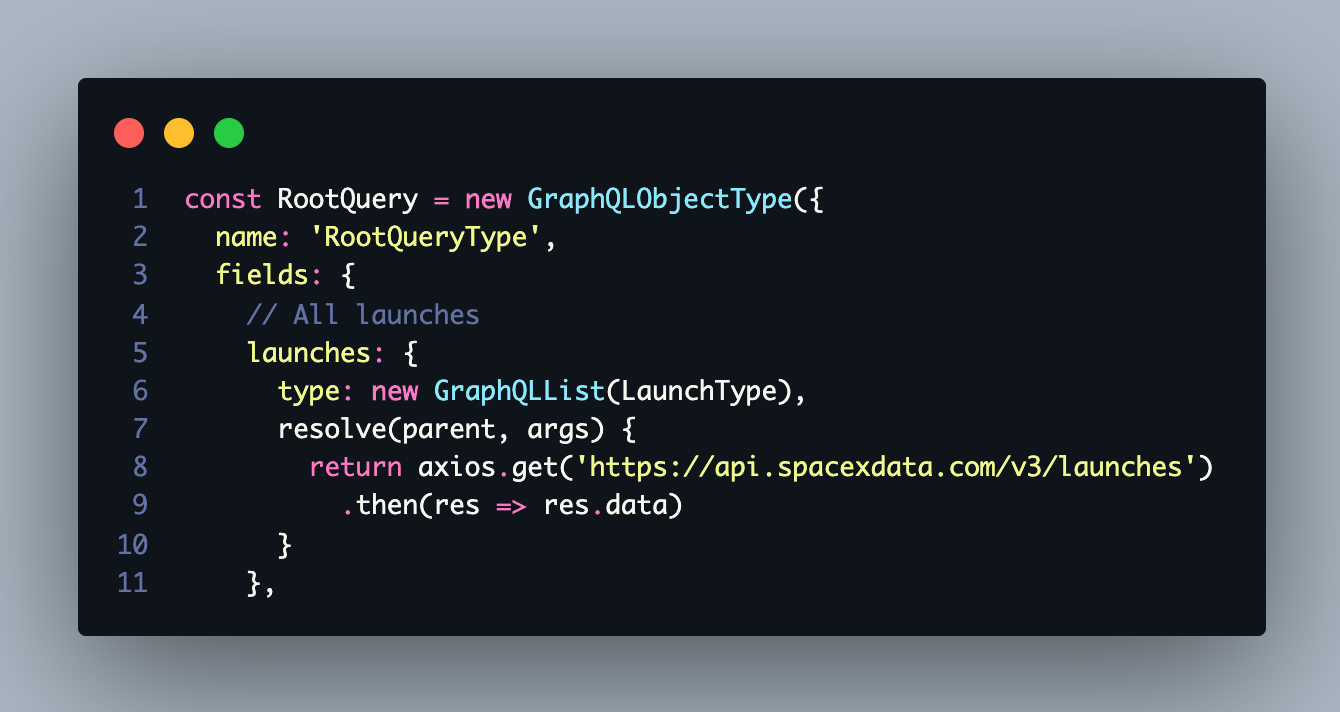 1 const RootQuery = new GraphQLObjectType({
2   name: 'RootQueryType',
3   fields: {
4     // All launches
5     launches: {
6       type: new GraphQLList(LaunchType),
7       resolve(parent, args) {
8         return axios.get('https://api.spacexdata.com/v3/launches')
9           .then(res => res.data)
10       }
11     },